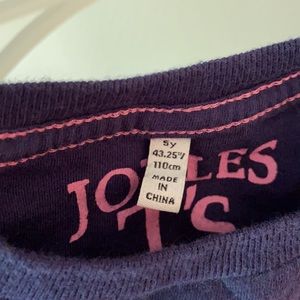 5y
43.25"/
110cm
MADE
IN
CHINA
JO LES
T'S